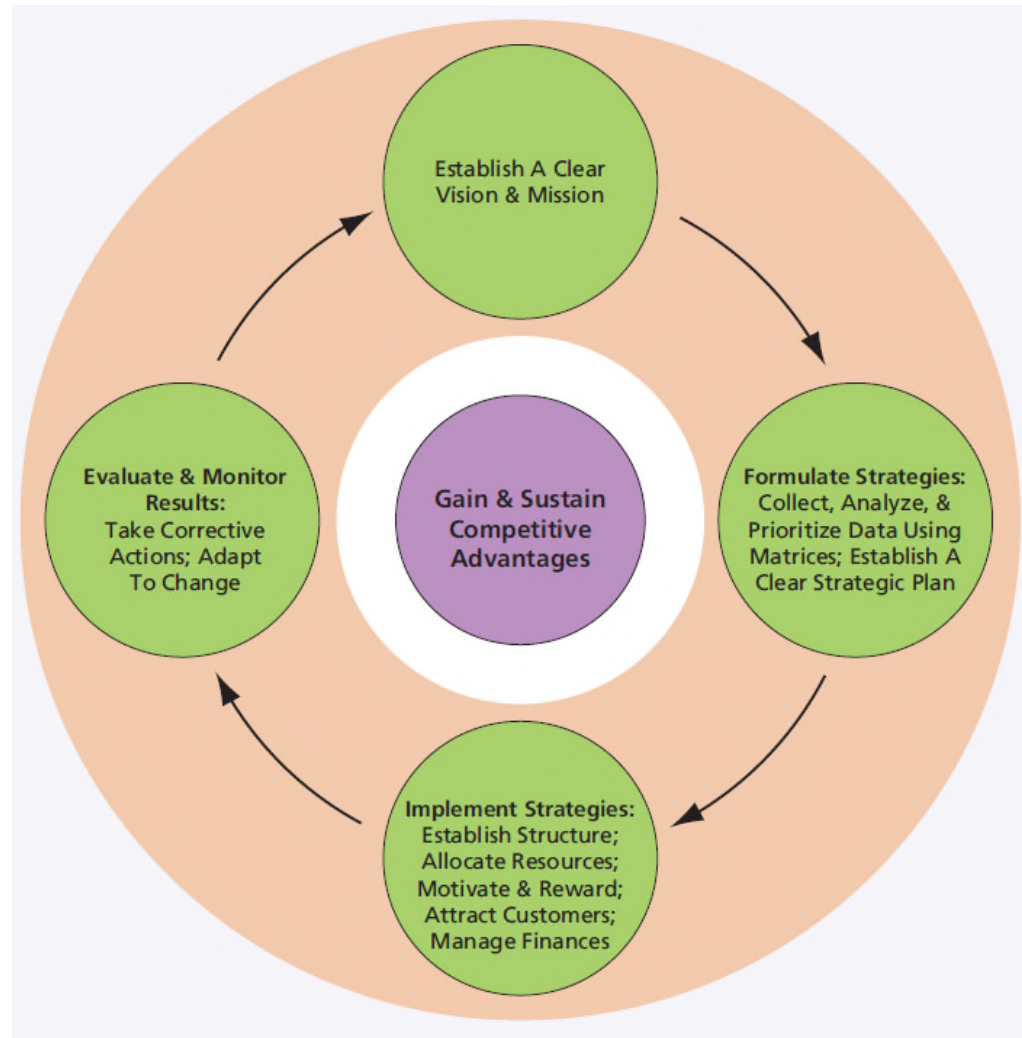 Establish A Clear
Vision & Mission
Formulate Strategies:
Collect, Analyze, &
Prioritize Data Using
Matrices; Establish A
Clear Strategic Plan
Implement Strategies:
Establish Structure;
Allocate Resources;
Motivate & Reward;
Attract Customers;
Manage Finances
Evaluate & Monitor
Results:
Take Corrective
Actions; Adapt
To Change
Gain & Sustain
Competitive
Advantages